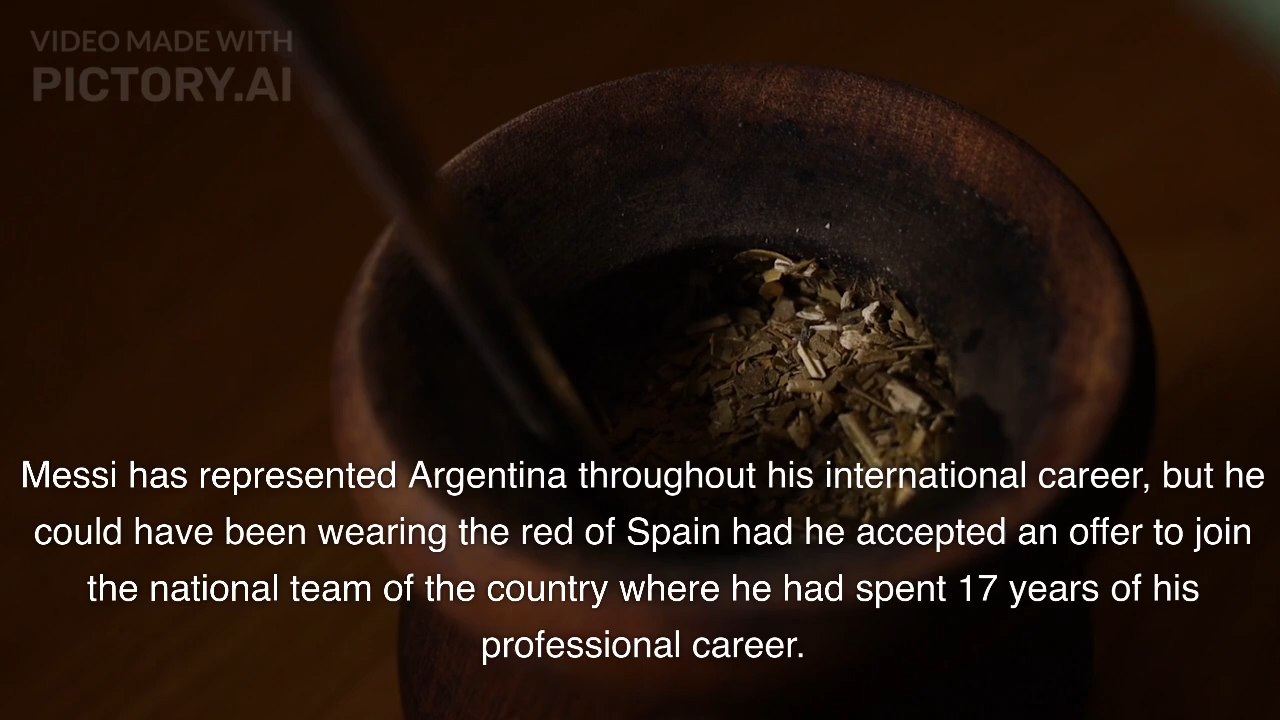 VIDEO MADE WITH
PICTORY.AI
Messi has represented Argentina throughout his international career, but he
could have been wearing the red of Spain had he accepted an offer to join
the national team of the country where he had spent 17 years of his
professional career.